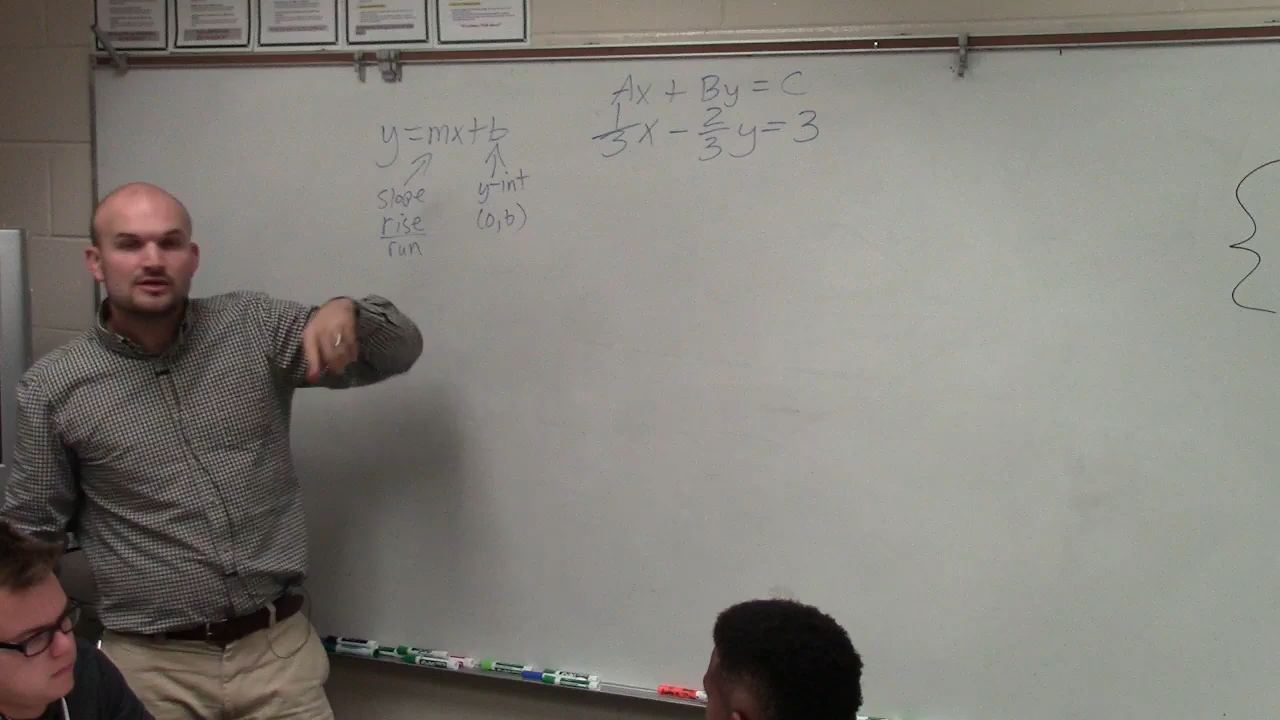 y=mx+b
slope
rise
run
y-int
(0,b)
Ax + By = C
1/3x - 2/3y = 3